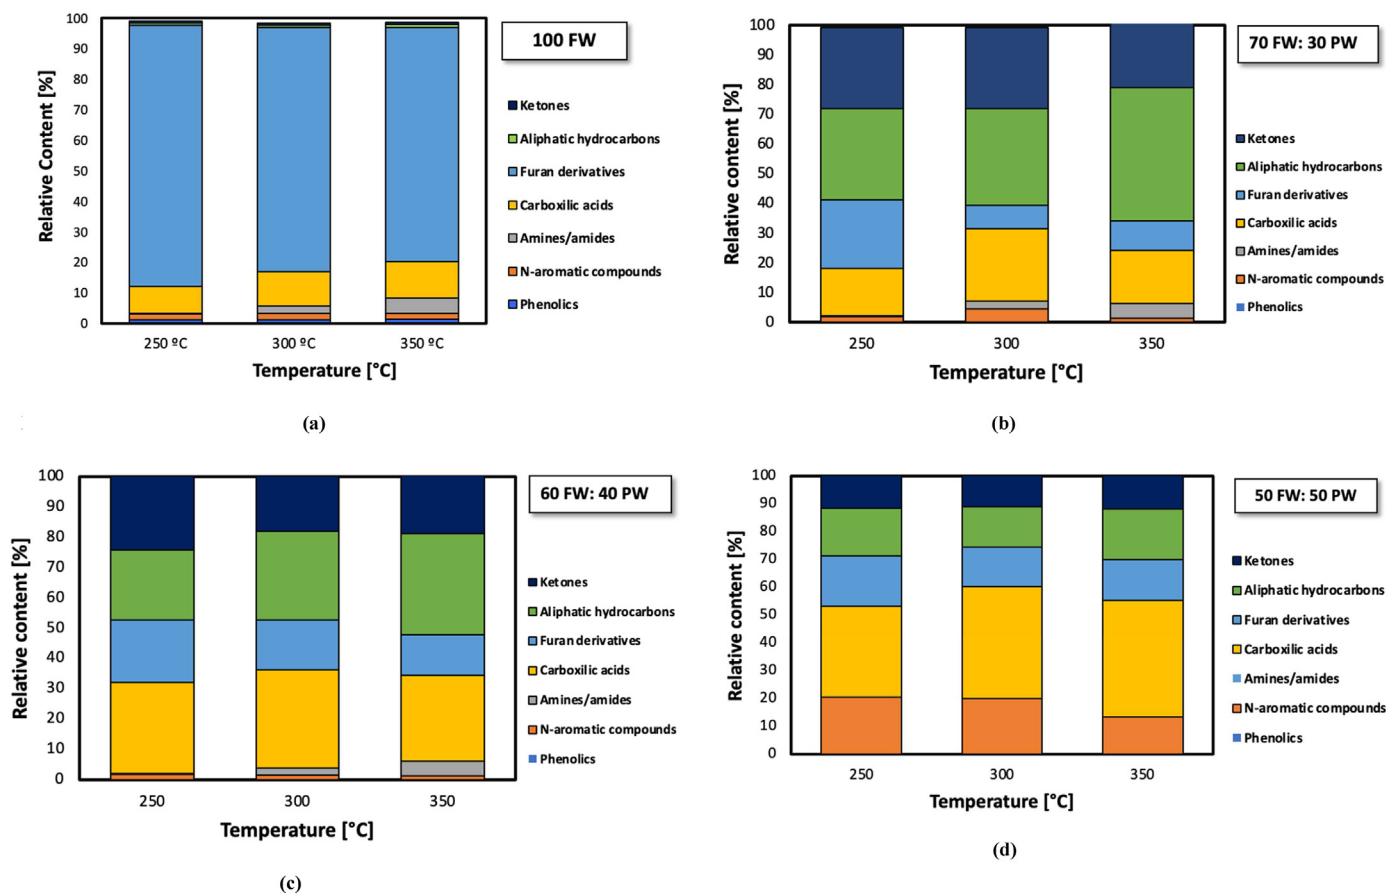 100 FW
Relative Content [%]
100
90
80
70
60
50
40
30
20
10
0
Ketones
Aliphatic hydrocarbons
Furan derivatives
Carboxilic acids
Amines/amides
N-aromatic compounds
Phenolics
250 ºC 300 ºC 350 ºC
Temperature [°C]
(a)
70 FW: 30 PW
Relative content [%]
100
90
80
70
60
50
40
30
20
10
0
Ketones
Aliphatic hydrocarbons
Furan derivatives
Carboxilic acids
Amines/amides
N-aromatic compounds
Phenolics
250 300 350
Temperature [°C]
(b)
60 FW: 40 PW
Relative content [%]
100
90
80
70
60
50
40
30
20
10
0
Ketones
Aliphatic hydrocarbons
Furan derivatives
Carboxilic acids
Amines/amides
N-aromatic compounds
Phenolics
250 300 350
Temperature [°C]
(c)
50 FW: 50 PW
Relative content [%]
100
90
80
70
60
50
40
30
20
10
0
Ketones
Aliphatic hydrocarbons
Furan derivatives
Carboxilic acids
Amines/amides
N-aromatic compounds
Phenolics
250 300 350
Temperature [°C]
(d)